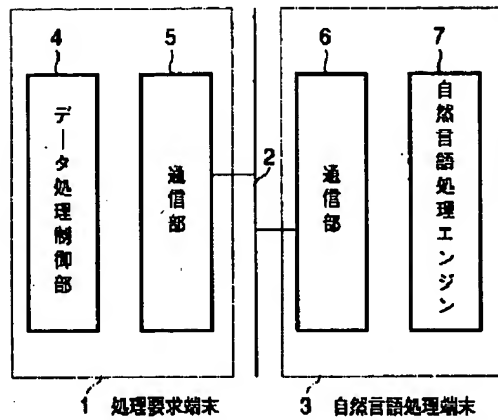 4
5
6
7
データ処理制御部
通信部
2
通信部
自然言語処理エンジン
1 処理要求端末
3 自然言語処理端末